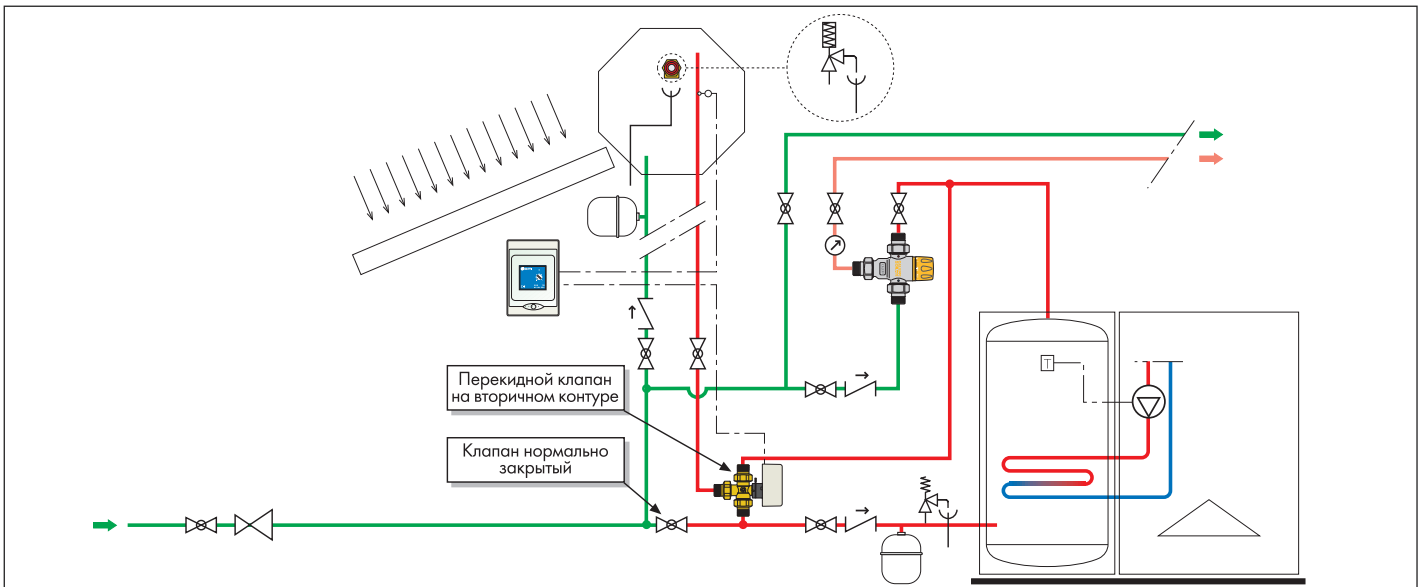 T
Перекидной клапан
на вторичном контуре
Клапан нормально
закрытый